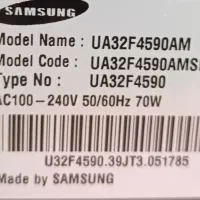 SAMSUNG
Model Name : UA32F4590AM
Model Code : UA32F4590AMS
Type No : UA32F4590
AC100-240V 50/60Hz 70W
U32F4590.39JT3.051785
Made by SAMSUNG